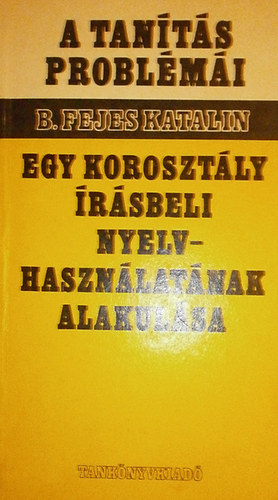 A TANÍTÁS
PROBLÉMÁI
B. FEJES KATALIN
EGY KOROSZTÁLY
ÍRÁSBELI
NYELV-
HASZNÁLATÁNAK
ALAKULÁSA
TANKÖNYVKIADÓ